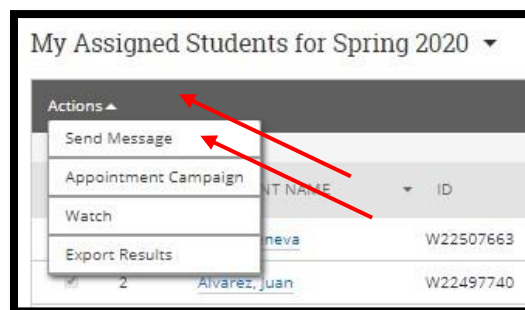 My Assigned Students for Spring 2020
Actions
Send Message
Appointment Campaign
NT NAME ID
Watch
neva W22507663
Export Results
2 Alvarez, Juan W22497740